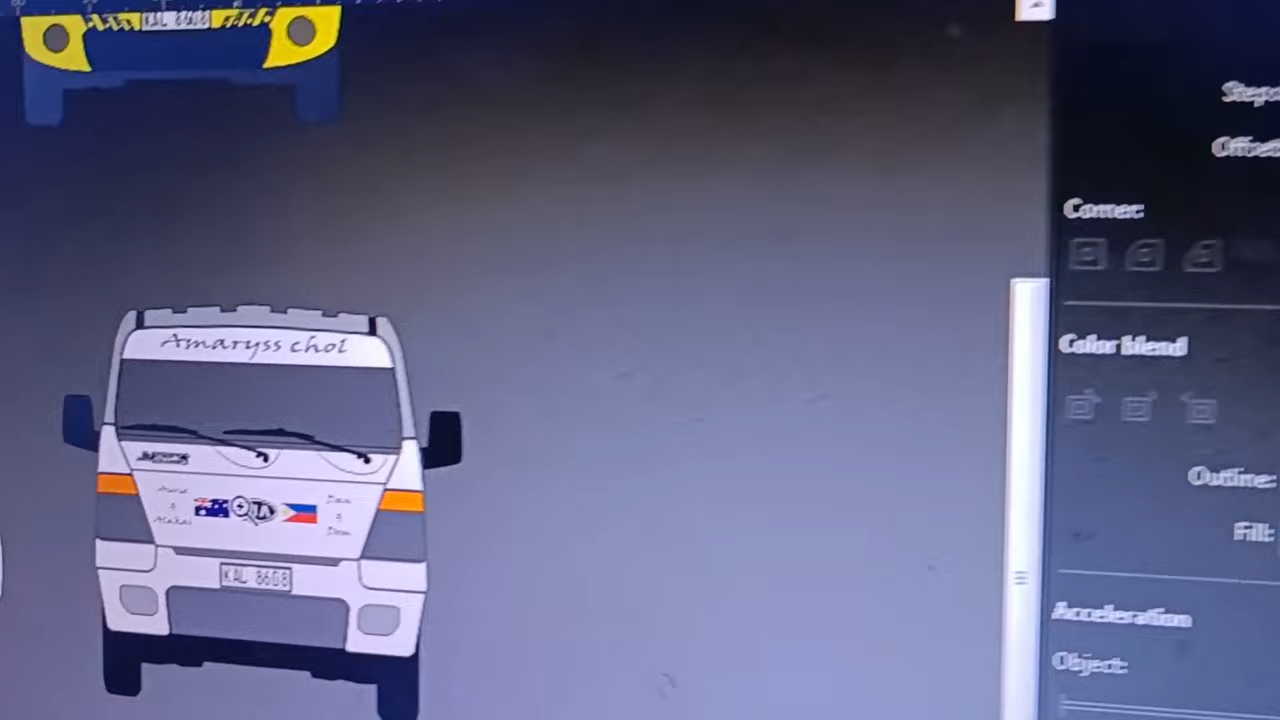 KAL 8608
Steps
Offset
Corner:
Amaryss chol
Color blend
Outline:
KAL 8608
Fill:
Acceleration
Object: